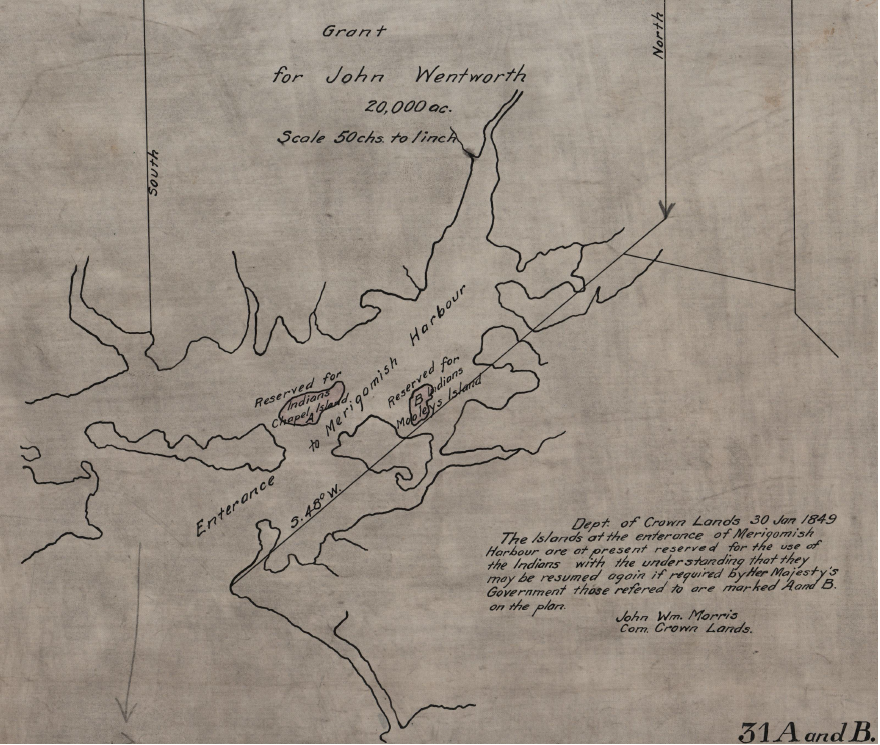 Grant
for John Wentworth
20,000 ac.
Scale 50chs. to 1inch
North
South
Reserved for
Indians
Chapel Island
A
Reserved for
B Indians
Mooleys Island
Entrance to Merigomish Harbour
S. 48° W.
Dept. of Crown Lands 30 Jan 1849
The Islands at the enterance of Merigomish
Harbour are at present reserved for the use of
the Indians with the understanding that they
may be resumed again if required by Her Majesty's
Government those refered to are marked A and B.
on the plan.
John Wm. Morris
Com. Crown Lands.
31 A and B.